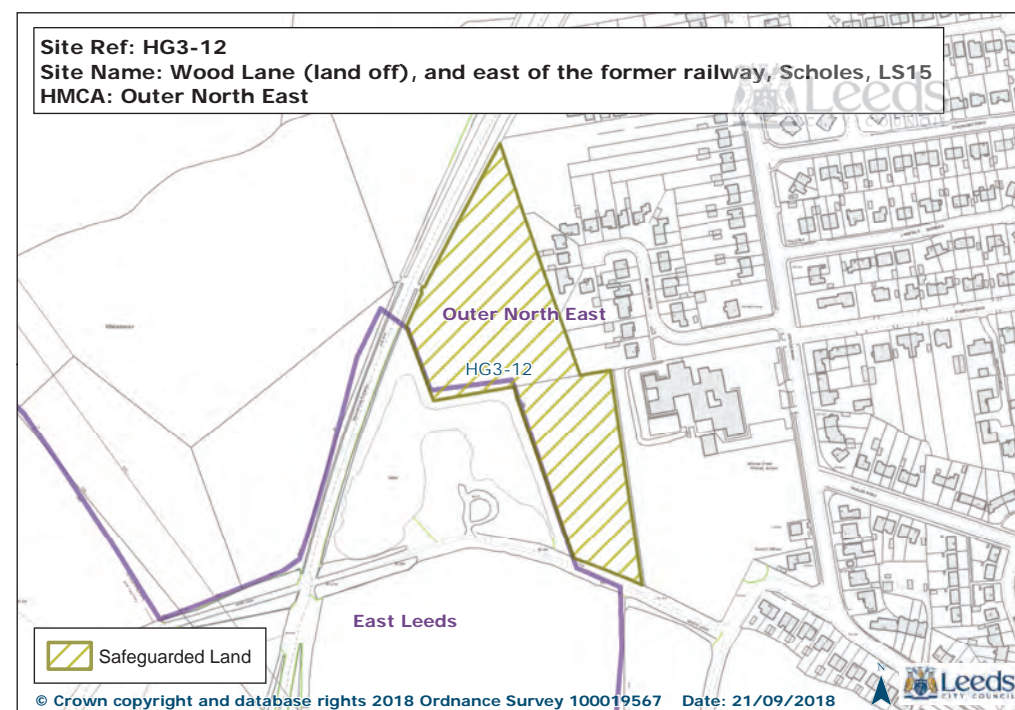 Site Ref: HG3-12
Site Name: Wood Lane (land off), and east of the former railway, Scholes, LS15
HMCA: Outer North East
Leeds
Outer North East
HG3-12
East Leeds
Safeguarded Land
© Crown copyright and database rights 2018 Ordnance Survey 100019567 Date: 21/09/2018
N
Leeds
CITY COUNCIL